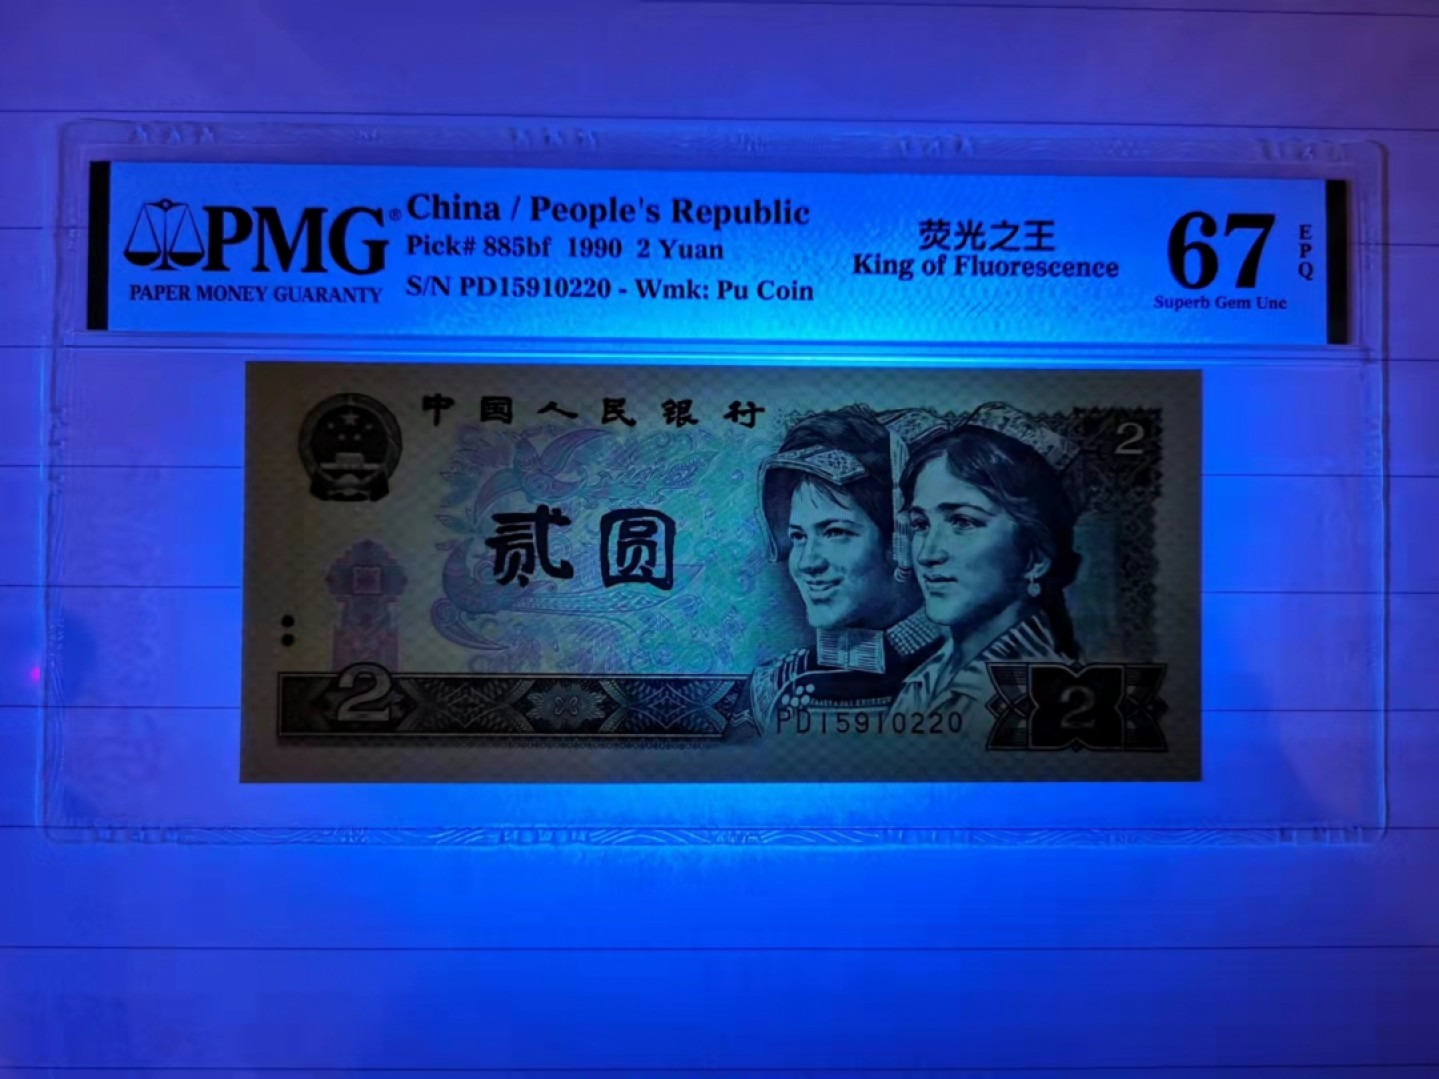 PMG®
PAPER MONEY GUARANTY
China / People's Republic
Pick# 885bf 1990 2 Yuan
S/N PD15910220 - Wmk: Pu Coin
荧光之王
King of Fluorescence
67
EPQ
Superb Gem Unc
中国人民银行
2
贰圆
2
PD15910220
2